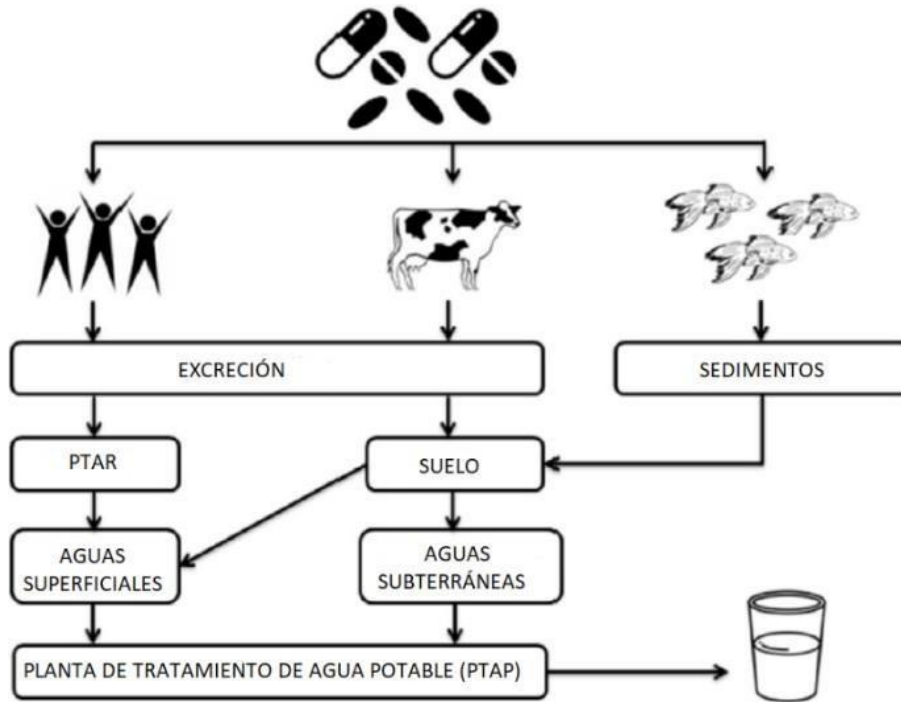 EXCRECIÓN
SEDIMENTOS
PTAR
SUELO
AGUAS
SUPERFICIALES
AGUAS
SUBTERRÁNEAS
PLANTA DE TRATAMIENTO DE AGUA POTABLE (PTAP)